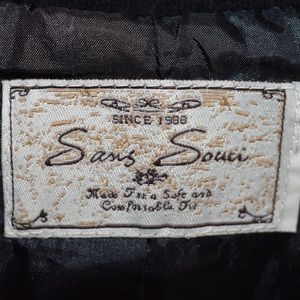 SINCE 1988
Sans Souci
Made For a Soft and
Comfortable Fit